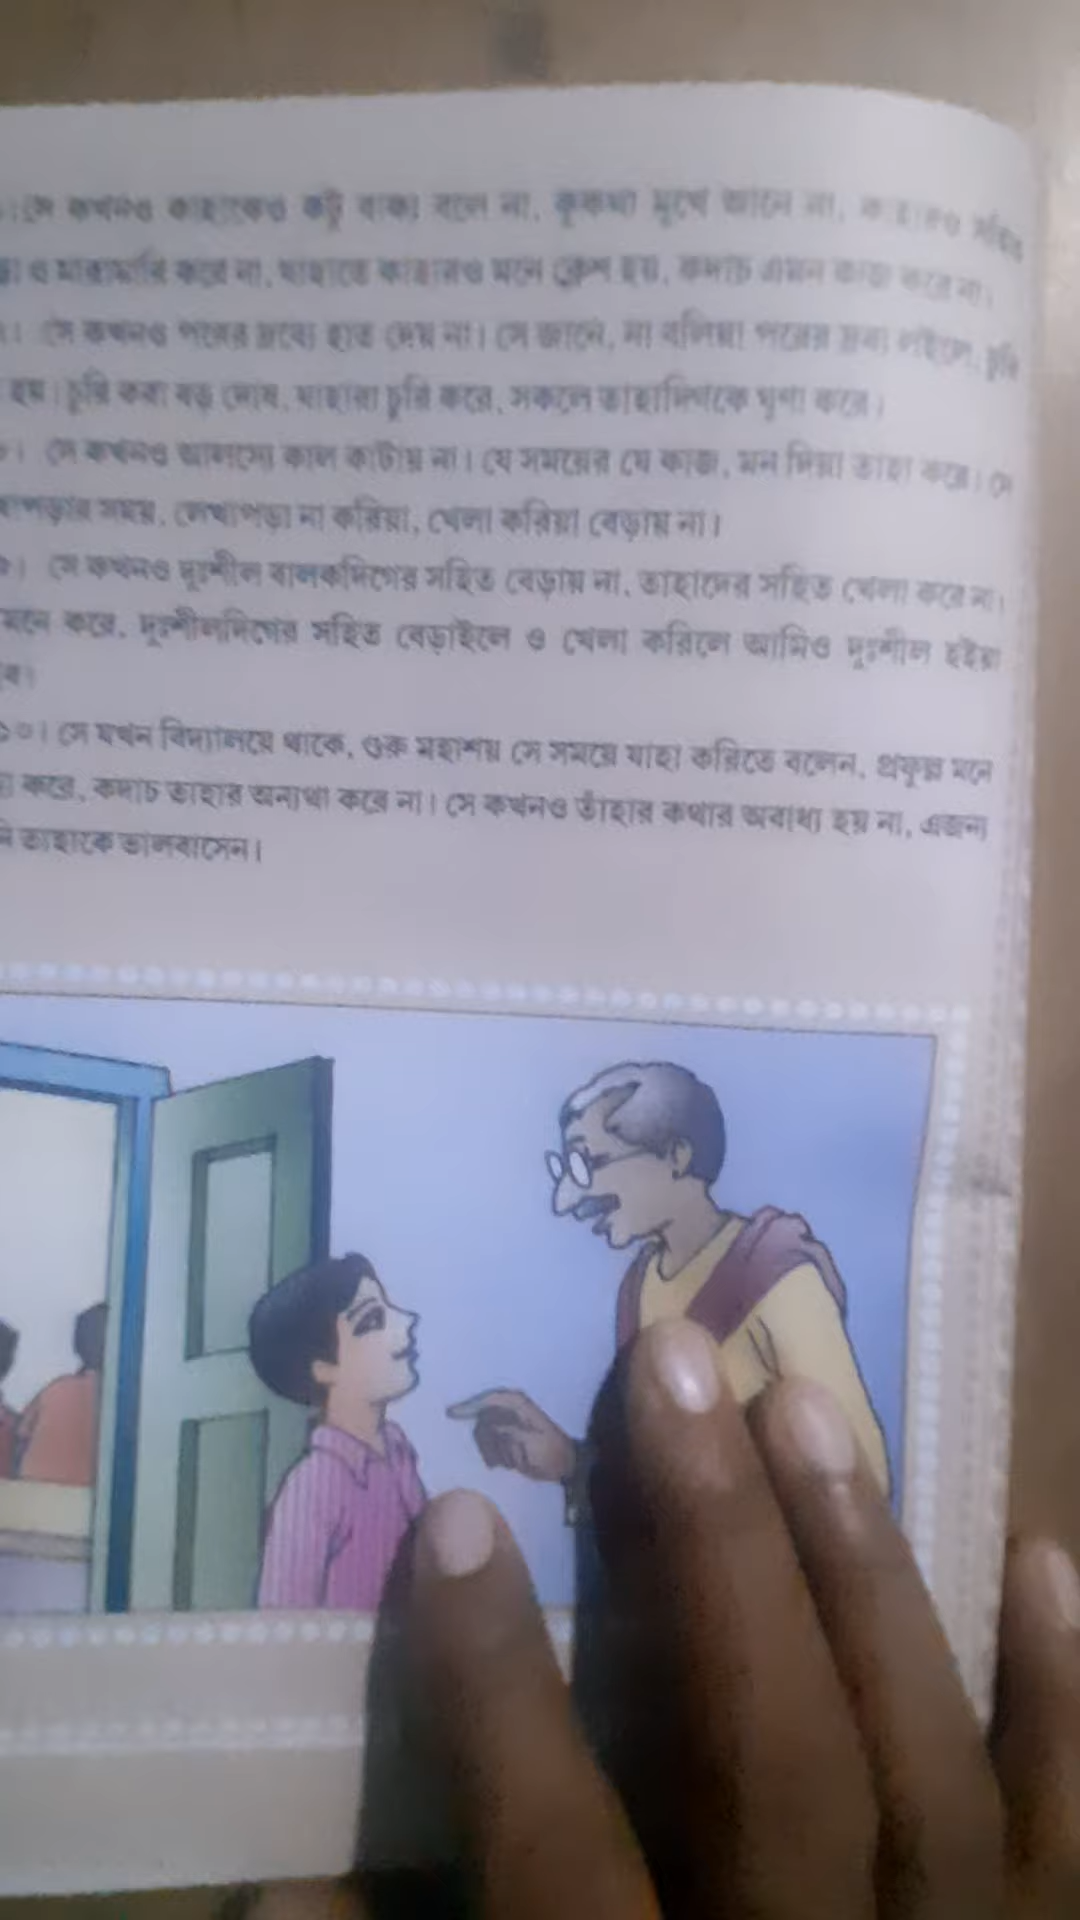 । সে কখনও কাহাকেও কটু বাক্য বলে না, কুকথা মুখে আনে না, কাহারও সহিত
ও মারামারি করে না, যাহাতে কাহারও মনে ক্লেশ হয়, কদাচ এমন কাজ করে না।
। সে কখনও পরের দ্রব্যে হাত দেয় না। সে জানে, না বলিয়া পরের দ্রব্য লইলে, চুরি
হয়। চুরি করা বড় দোষ, যাহারা চুরি করে, সকলে তাহাদিগকে ঘৃণা করে।
। সে কখনও আলস্যে কাল কাটায় না। যে সময়ের যে কাজ, মন দিয়া তাহা করে। সে
পড়ার সময়, লেখাপড়া না করিয়া, খেলা করিয়া বেড়ায় না।
। সে কখনও দুঃশীল বালকদিগের সহিত বেড়ায় না, তাহাদের সহিত খেলা করে না।
মনে করে, দুঃশীলদিগের সহিত বেড়াইলে ও খেলা করিলে আমিও দুঃশীল হইয়া
ব।
১০। সে যখন বিদ্যালয়ে থাকে, গুরু মহাশয় সে সময়ে যাহা করিতে বলেন, প্রফুল্ল মনে
করে, কদাচ তাহার অন্যথা করে না। সে কখনও তাঁহার কথার অবাধ্য হয় না, এজন্য
তাহাকে ভালবাসেন।